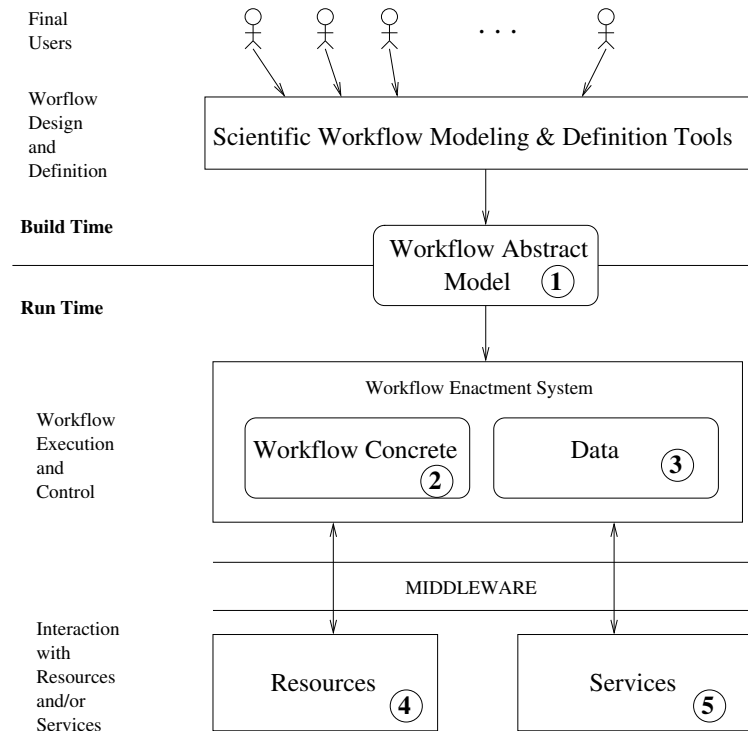 Final
Users
. . .
Worflow
Design
and
Definition
Scientific Workflow Modeling & Definition Tools
Build Time
Workflow Abstract
Model 1
Run Time
Workflow Enactment System
Workflow
Execution
and
Control
Workflow Concrete
2
Data
3
MIDDLEWARE
Interaction
with
Resources
and/or
Services
Resources
4
Services
5